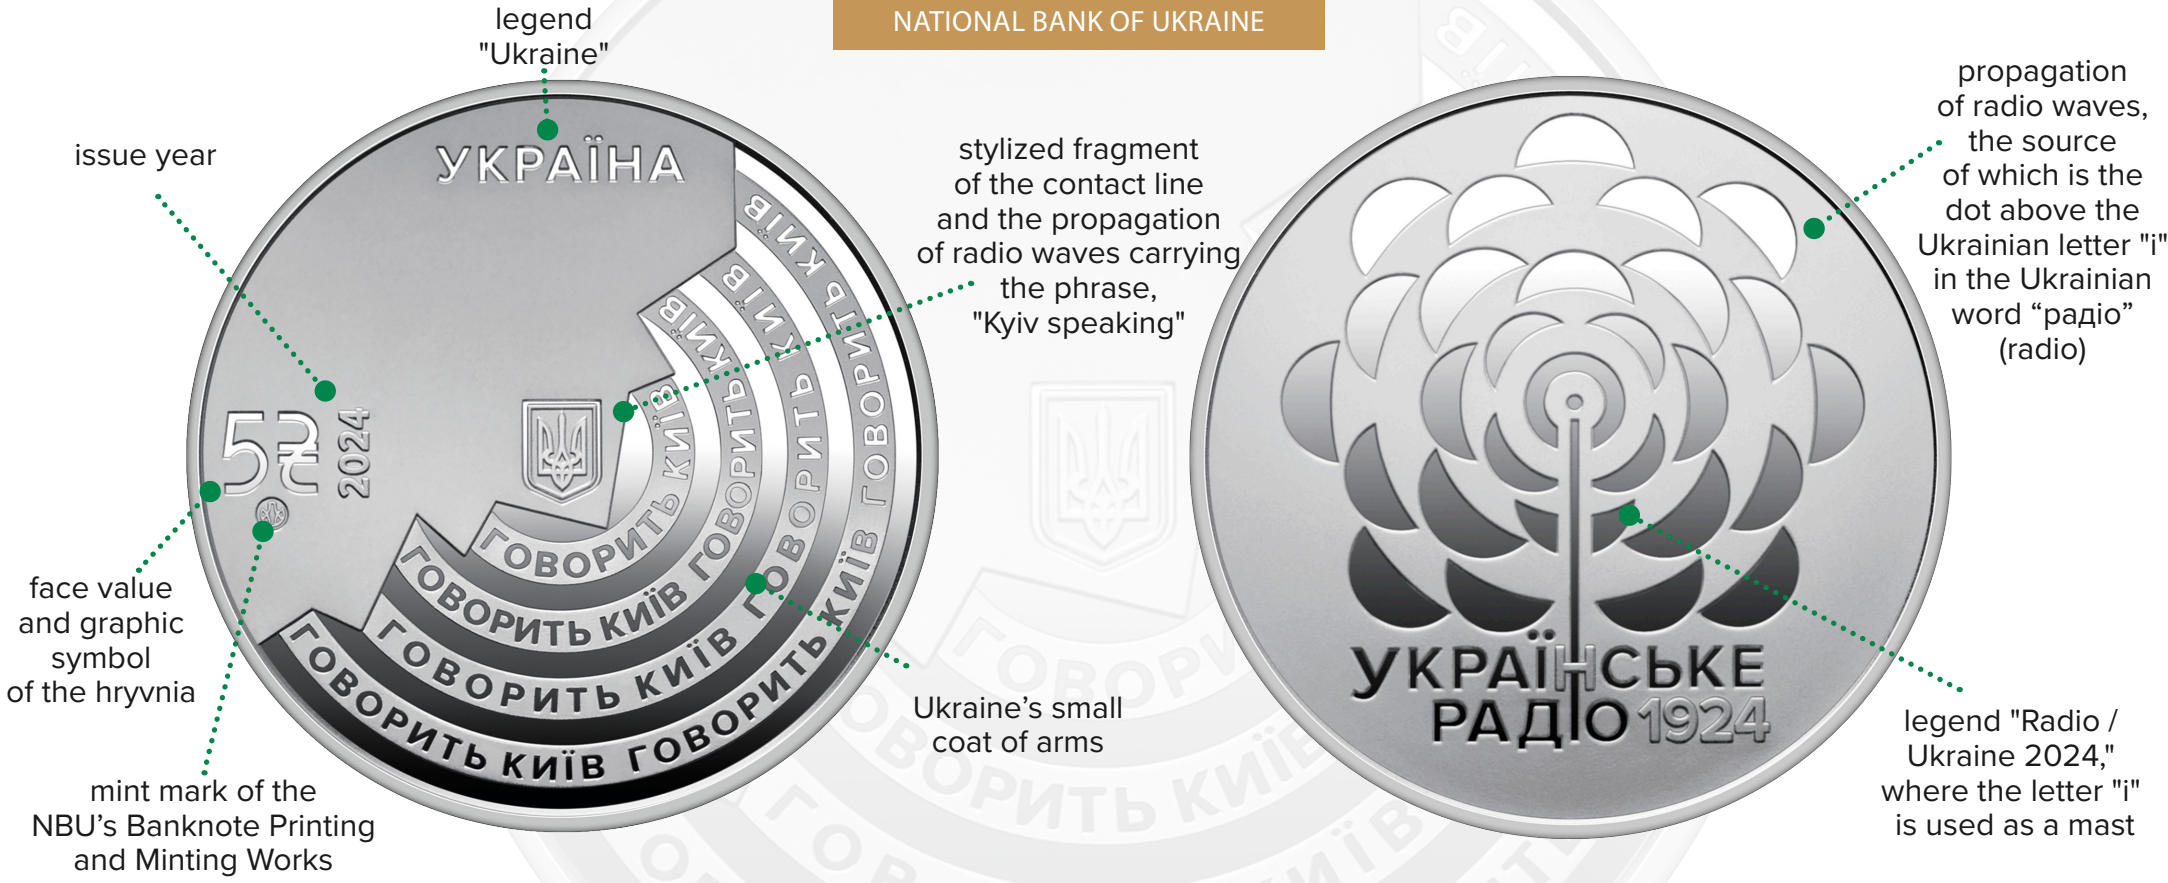 NATIONAL BANK OF UKRAINE
legend
"Ukraine"
issue year
face value
and graphic
symbol
of the hryvnia
mint mark of the
NBU’s Banknote Printing
and Minting Works
УКРАЇНА
5₴
2024
ГОВОРИТЬ КИЇВ
ГОВОРИТЬ КИЇВ ГОВОРИТЬ КИЇВ
ГОВОРИТЬ КИЇВ ГОВОРИТЬ КИЇВ
ГОВОРИТЬ КИЇВ ГОВОРИТЬ КИЇВ ГОВОРИТЬ КИЇВ
stylized fragment
of the contact line
and the propagation
of radio waves carrying
the phrase,
"Kyiv speaking"
Ukraine’s small
coat of arms
УКРАЇНСЬКЕ
РАДІО 1924
propagation
of radio waves,
the source
of which is the
dot above the
Ukrainian letter "i"
in the Ukrainian
word “радіо”
(radio)
legend "Radio /
Ukraine 2024,"
where the letter "i"
is used as a mast